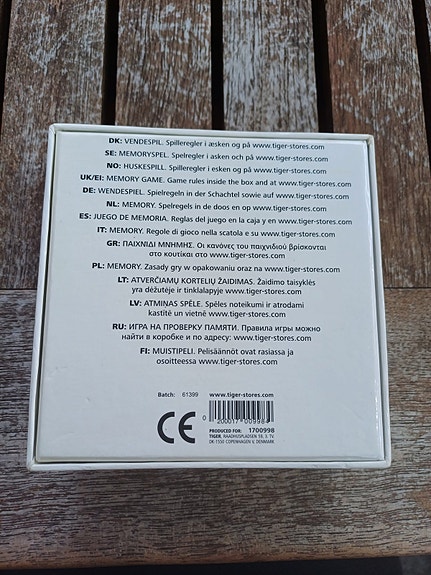 DK: VENDESPIL. Spilleregler i æsken og på www.tiger-stores.com
SE: MEMORYSPEL. Spelregler i asken och på www.tiger-stores.com
NO: HUSKESPILL. Spilleregler i esken og på www.tiger-stores.com
UK/EI: MEMORY GAME. Game rules inside the box and at www.tiger-stores.com
DE: WENDESPIEL. Spielregeln in der Schachtel sowie auf www.tiger-stores.com
NL: MEMORY. Spelregels in de doos en op www.tiger-stores.com
ES: JUEGO DE MEMORIA. Reglas del juego en la caja y en www.tiger-stores.com
IT: MEMORY. Regole di gioco nella scatola e su www.tiger-stores.com
GR: ΠΑΙΧΝΙΔΙ ΜΝΗΜΗΣ. Οι κανόνες του παιχνιδιού βρίσκονται
στο κουτίκαι στο www.tiger-stores.com
PL: MEMORY. Zasady gry w opakowaniu oraz na www.tiger-stores.com
LT: ATVERČIAMŲ KORTELIŲ ŽAIDIMAS. Žaidimo taisyklės
yra dėžutėje ir tinklalapyje www.tiger-stores.com
LV: ATMIŅAS SPĒLE. Spēles noteikumi ir atrodami
kastītē un vietnē www.tiger-stores.com
RU: ИГРА НА ПРОВЕРКУ ПАМЯТИ. Правила игры можно
найти в коробке и по адресу: www.tiger-stores.com
FI: MUISTIPELI. Pelisäännöt ovat rasiassa ja
osoitteessa www.tiger-stores.com
Batch: 61399 www.tiger-stores.com
CE
0 200017 00998
PRODUCED FOR: 1700998
TIGER, RAADHUSPLADSEN 16, 3. TV.
DK-1550 COPENHAGEN V, DENMARK